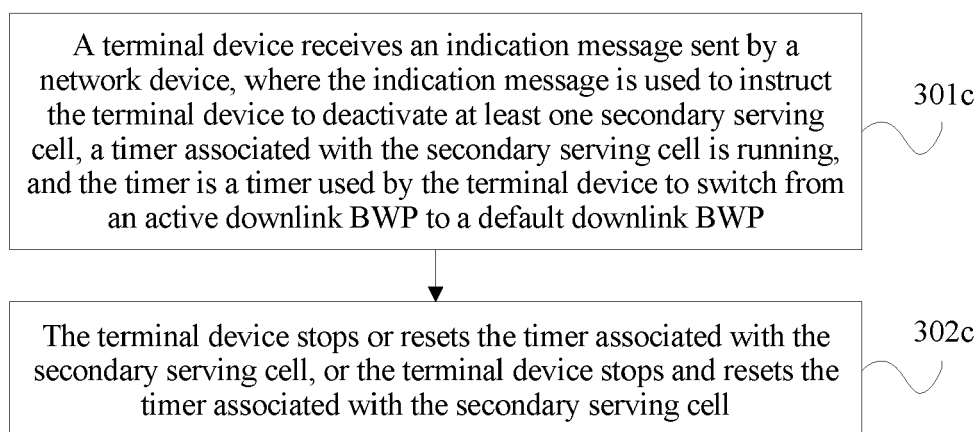 A terminal device receives an indication message sent by a
network device, where the indication message is used to instruct
the terminal device to deactivate at least one secondary serving
cell, a timer associated with the secondary serving cell is running,
and the timer is a timer used by the terminal device to switch from
an active downlink BWP to a default downlink BWP
301c
The terminal device stops or resets the timer associated with the
secondary serving cell, or the terminal device stops and resets the
timer associated with the secondary serving cell
302c